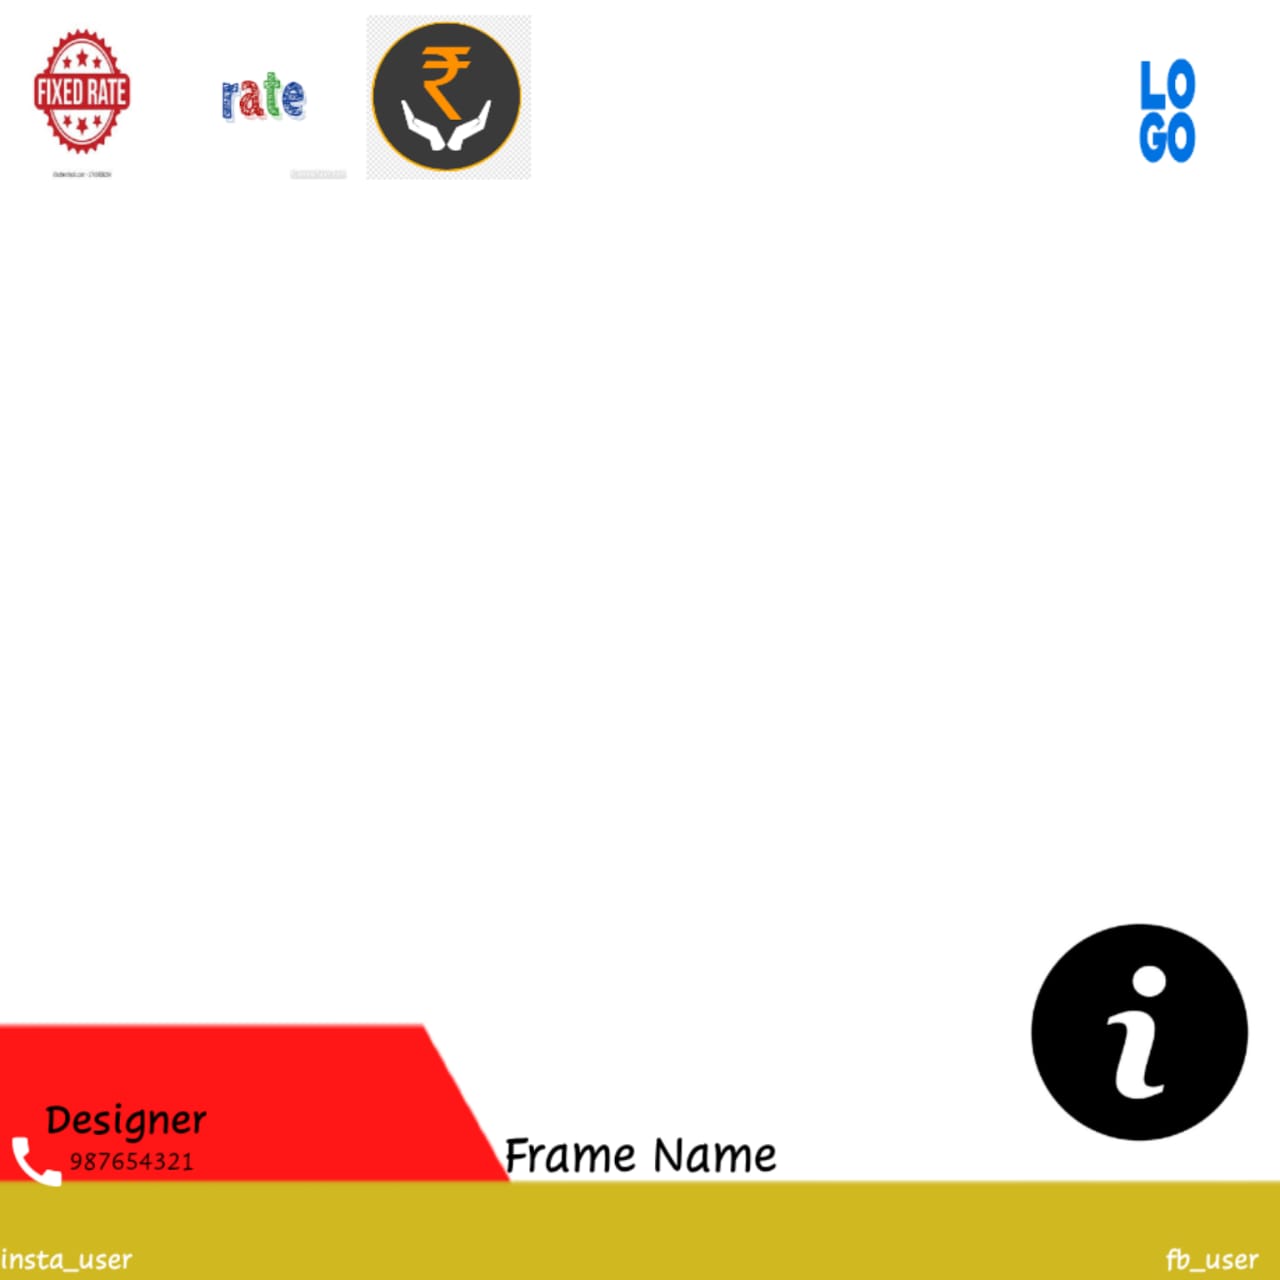 FIXED RATE
rate
₹
LO
GO
i
Designer
987654321
Frame Name
insta_user
fb_user